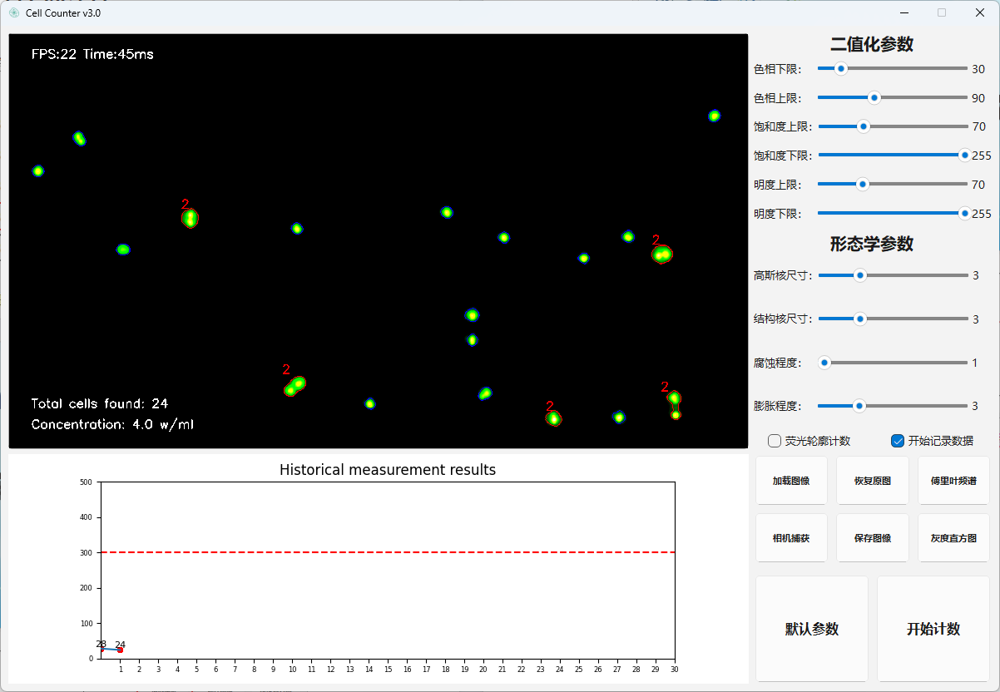 Cell Counter v3.0
FPS:22 Time:45ms
2
2
2
2
2
Total cells found: 24
Concentration: 4.0 w/ml
二值化参数
色相下限： 30
色相上限： 90
饱和度上限： 70
饱和度下限： 255
明度上限： 70
明度下限： 255
形态学参数
高斯核尺寸： 3
结构核尺寸： 3
腐蚀程度： 1
膨胀程度： 3
荧光轮廓计数 开始记录数据
加载图像 恢复原图 傅里叶频谱
相机捕获 保存图像 灰度直方图
默认参数 开始计数
Historical measurement results
500
400
300
200
100
0
28 24
1 2 3 4 5 6 7 8 9 10 11 12 13 14 15 16 17 18 19 20 21 22 23 24 25 26 27 28 29 30